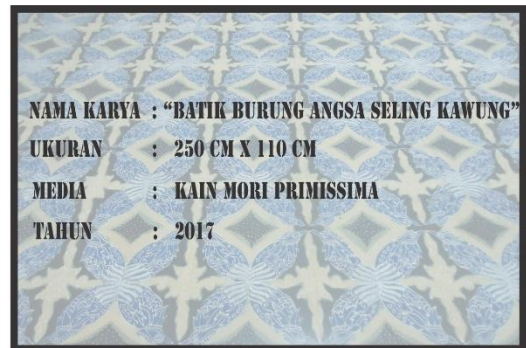 NAMA KARYA : “BATIK BURUNG ANGSA SELING KAWUNG”
UKURAN : 250 CM X 110 CM
MEDIA : KAIN MORI PRIMISSIMA
TAHUN : 2017